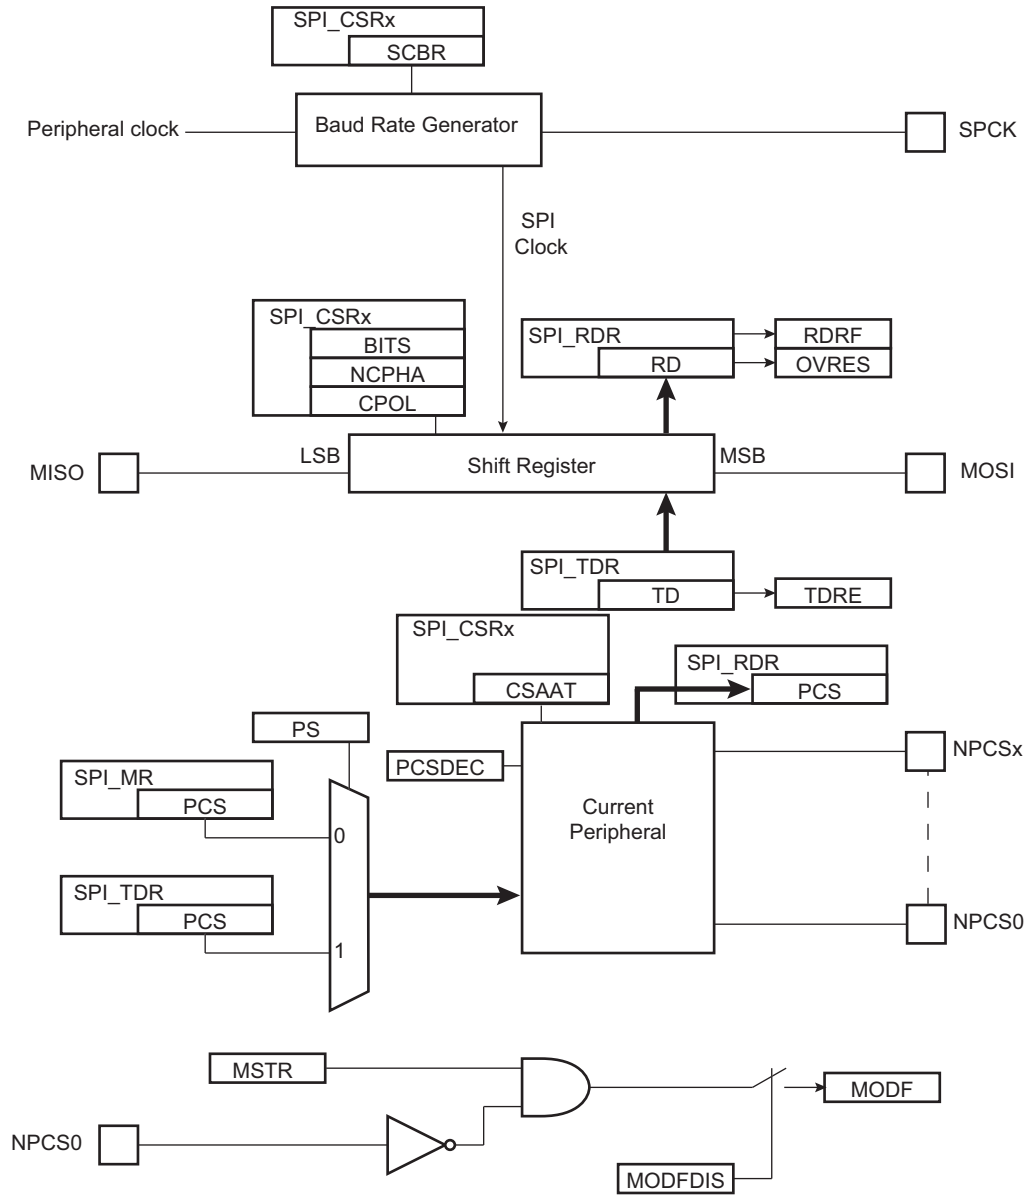 SPI_CSRx
SCBR
Peripheral clock
Baud Rate Generator
SPCK
SPI
Clock
SPI_CSRx
BITS
NCPHA
CPOL
SPI_RDR
RD
RDRF
OVRES
MISO
LSB
Shift Register
MSB
MOSI
SPI_TDR
TD
TDRE
SPI_CSRx
CSAAT
SPI_RDR
PCS
PS
PCSDEC
NPCSx
SPI_MR
PCS
0
Current
Peripheral
SPI_TDR
PCS
1
NPCS0
MSTR
MODF
NPCS0
MODFDIS